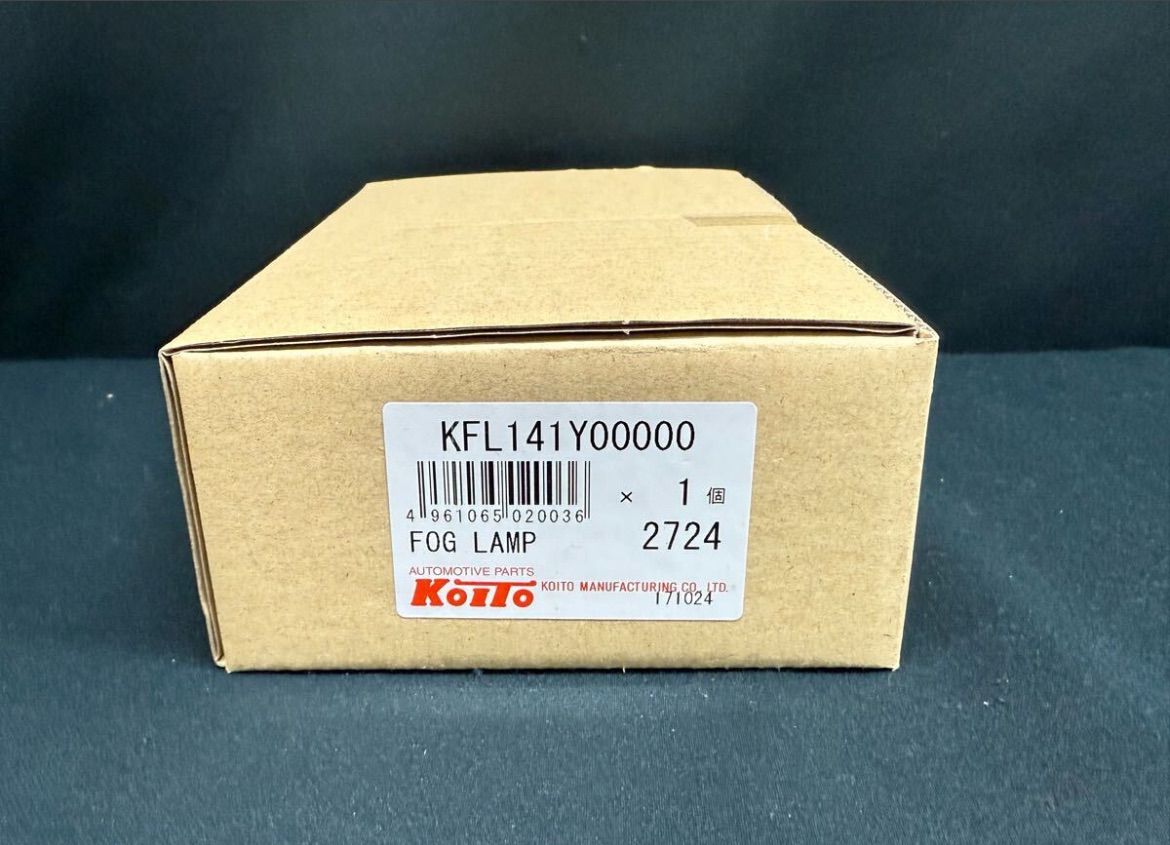 KFL141Y00000
× 1 個
4 961065 020036
FOG LAMP 2724
AUTOMOTIVE PARTS
KOITO KOITO MANUFACTURING CO., LTD.
171024